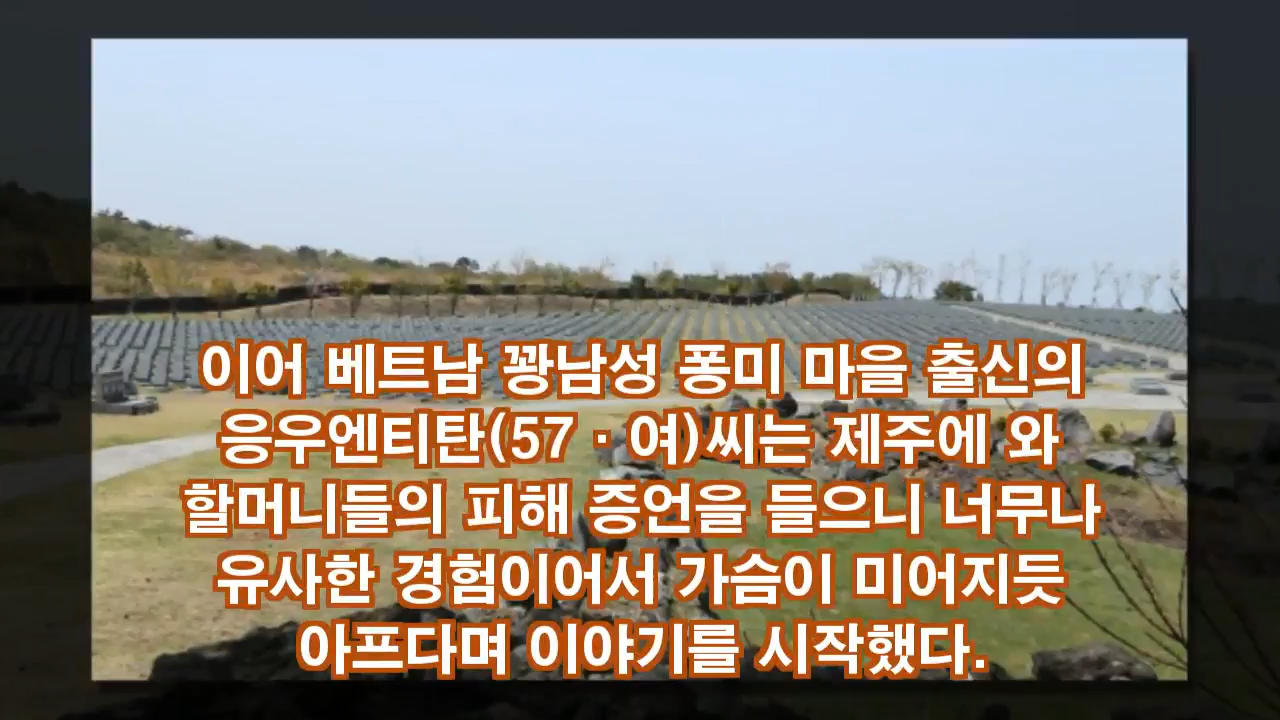 이어 베트남 꽝남성 퐁미 마을 출신의
응우엔티탄(57 · 여)씨는 제주에 와
할머니들의 피해 증언을 들으니 너무나
유사한 경험이어서 가슴이 미어지듯
아프다며 이야기를 시작했다.